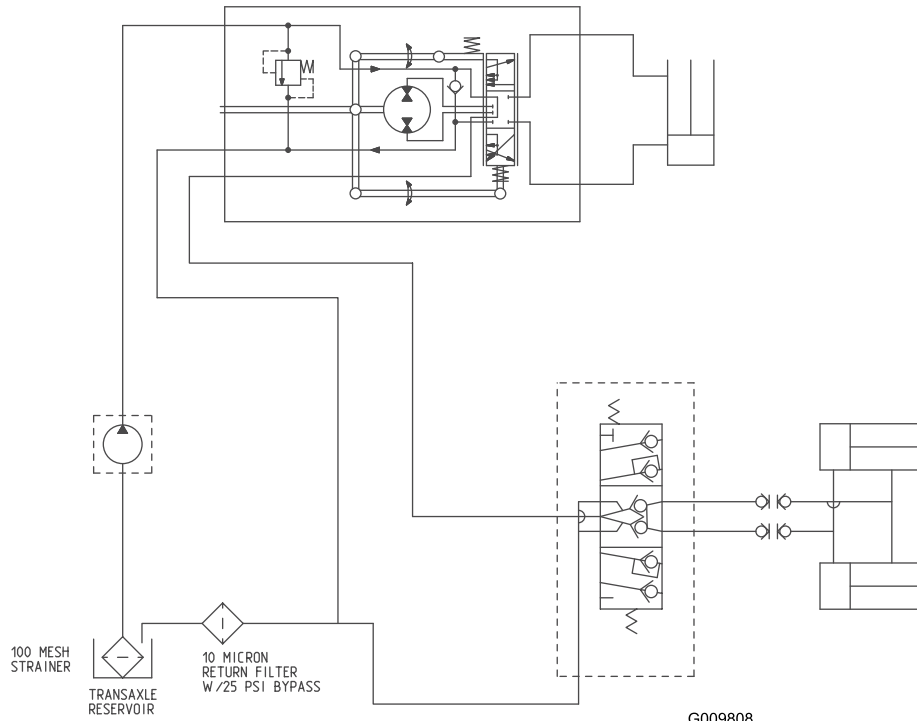 100 MESH
STRAINER
10 MICRON
RETURN FILTER
W/25 PSI BYPASS
TRANSAXLE
RESERVOIR
G009808